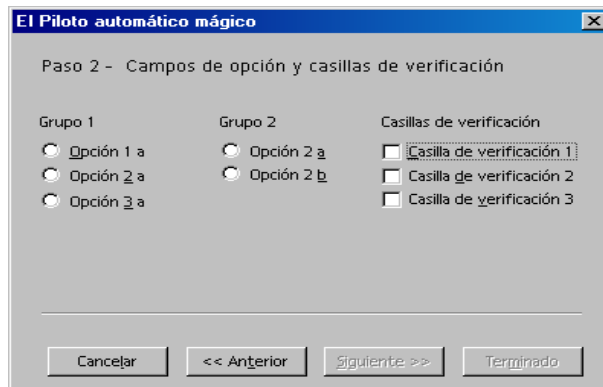 El Piloto automático mágico
Paso 2 - Campos de opción y casillas de verificación
Grupo 1
Opción 1 a
Opción 2 a
Opción 3 a
Grupo 2
Opción 2 a
Opción 2 b
Casillas de verificación
Casilla de verificación 1
Casilla de verificación 2
Casilla de verificación 3
Cancelar
<< Anterior
Siguiente >>
Terminado